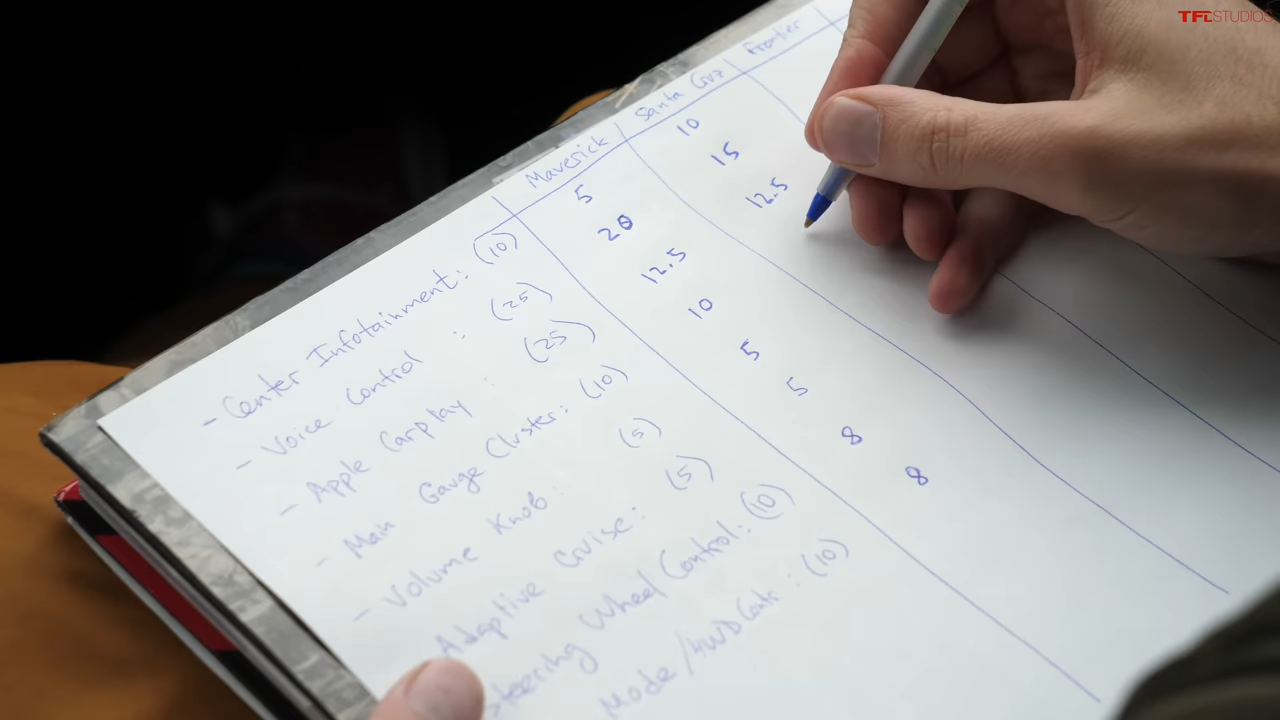 TFLSTUDIOS
Maverick Santa Cruz Frontier
- Center Infotainment: (10) 5 10
- Voice Control : (25) 20 15
- Apple Carplay : (25) 12.5 12.5
- Main Gauge Cluster: (10) 10
- Volume Knob: (5) 5
Adaptive Cruise: (5) 5
Steering Wheel Control: (10) 8
Mode/4WD : (10) 8